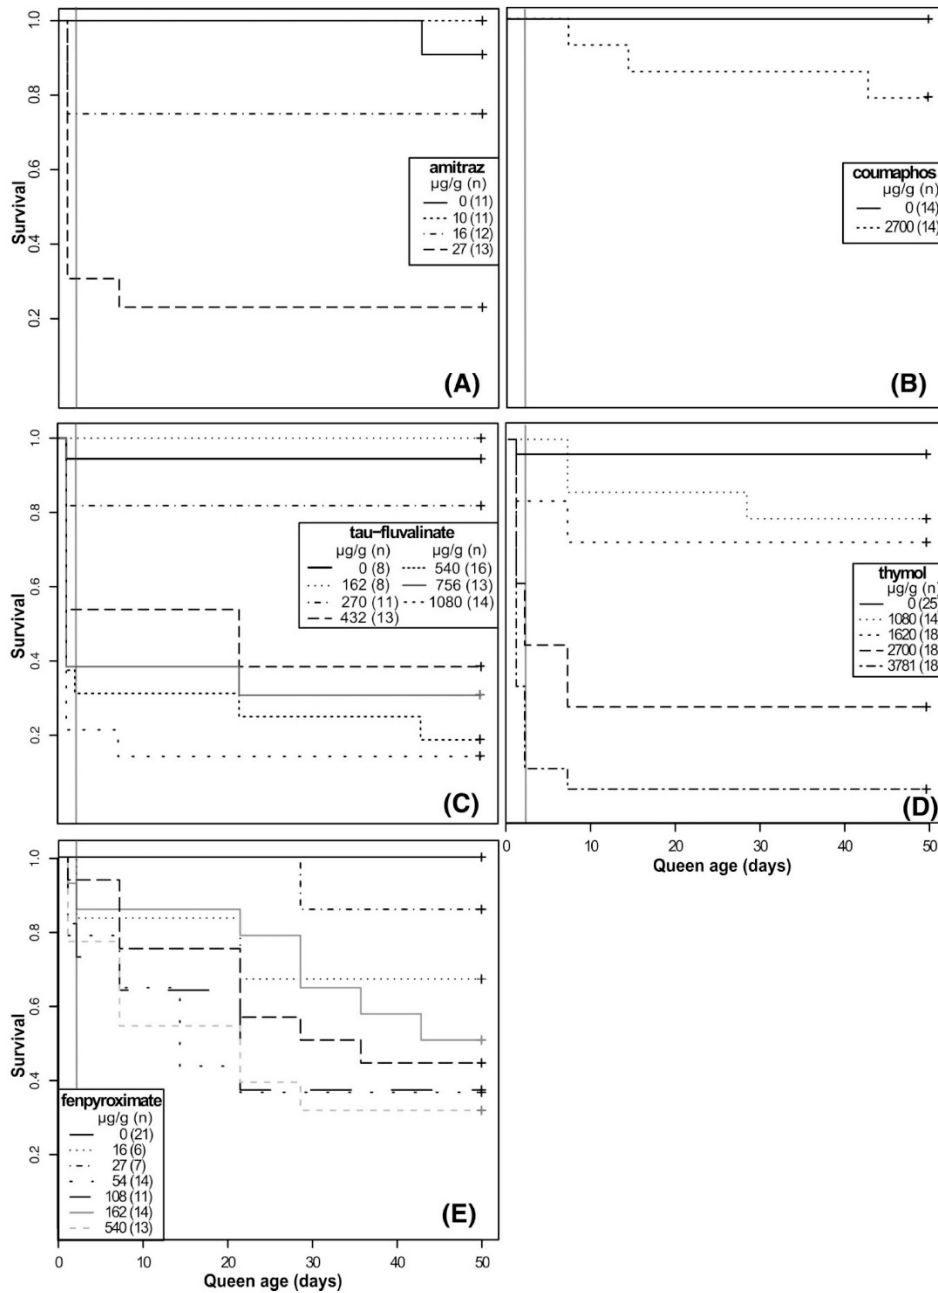 1.0
0.8
0.6
0.4
0.2
Survival
amitraz
µg/g (n)
0 (11)
10 (11)
16 (12)
27 (13)
(A)
coumaphos
µg/g (n)
0 (14)
2700 (14)
(B)
1.0
0.8
0.6
0.4
0.2
Survival
tau-fluvalinate
µg/g (n) µg/g (n)
0 (8) 540 (16)
162 (8) 756 (13)
270 (11) 1080 (14)
432 (13)
(C)
thymol
µg/g (n)
0 (25)
1080 (14
1620 (18
2700 (18
3781 (18
(D)
0 10 20 30 40 50
Queen age (days)
1.0
0.8
0.6
0.4
0.2
Survival
fenpyroximate
µg/g (n)
0 (21)
16 (6)
27 (7)
54 (14)
108 (11)
162 (14)
540 (13)
(E)
0 10 20 30 40 50
Queen age (days)